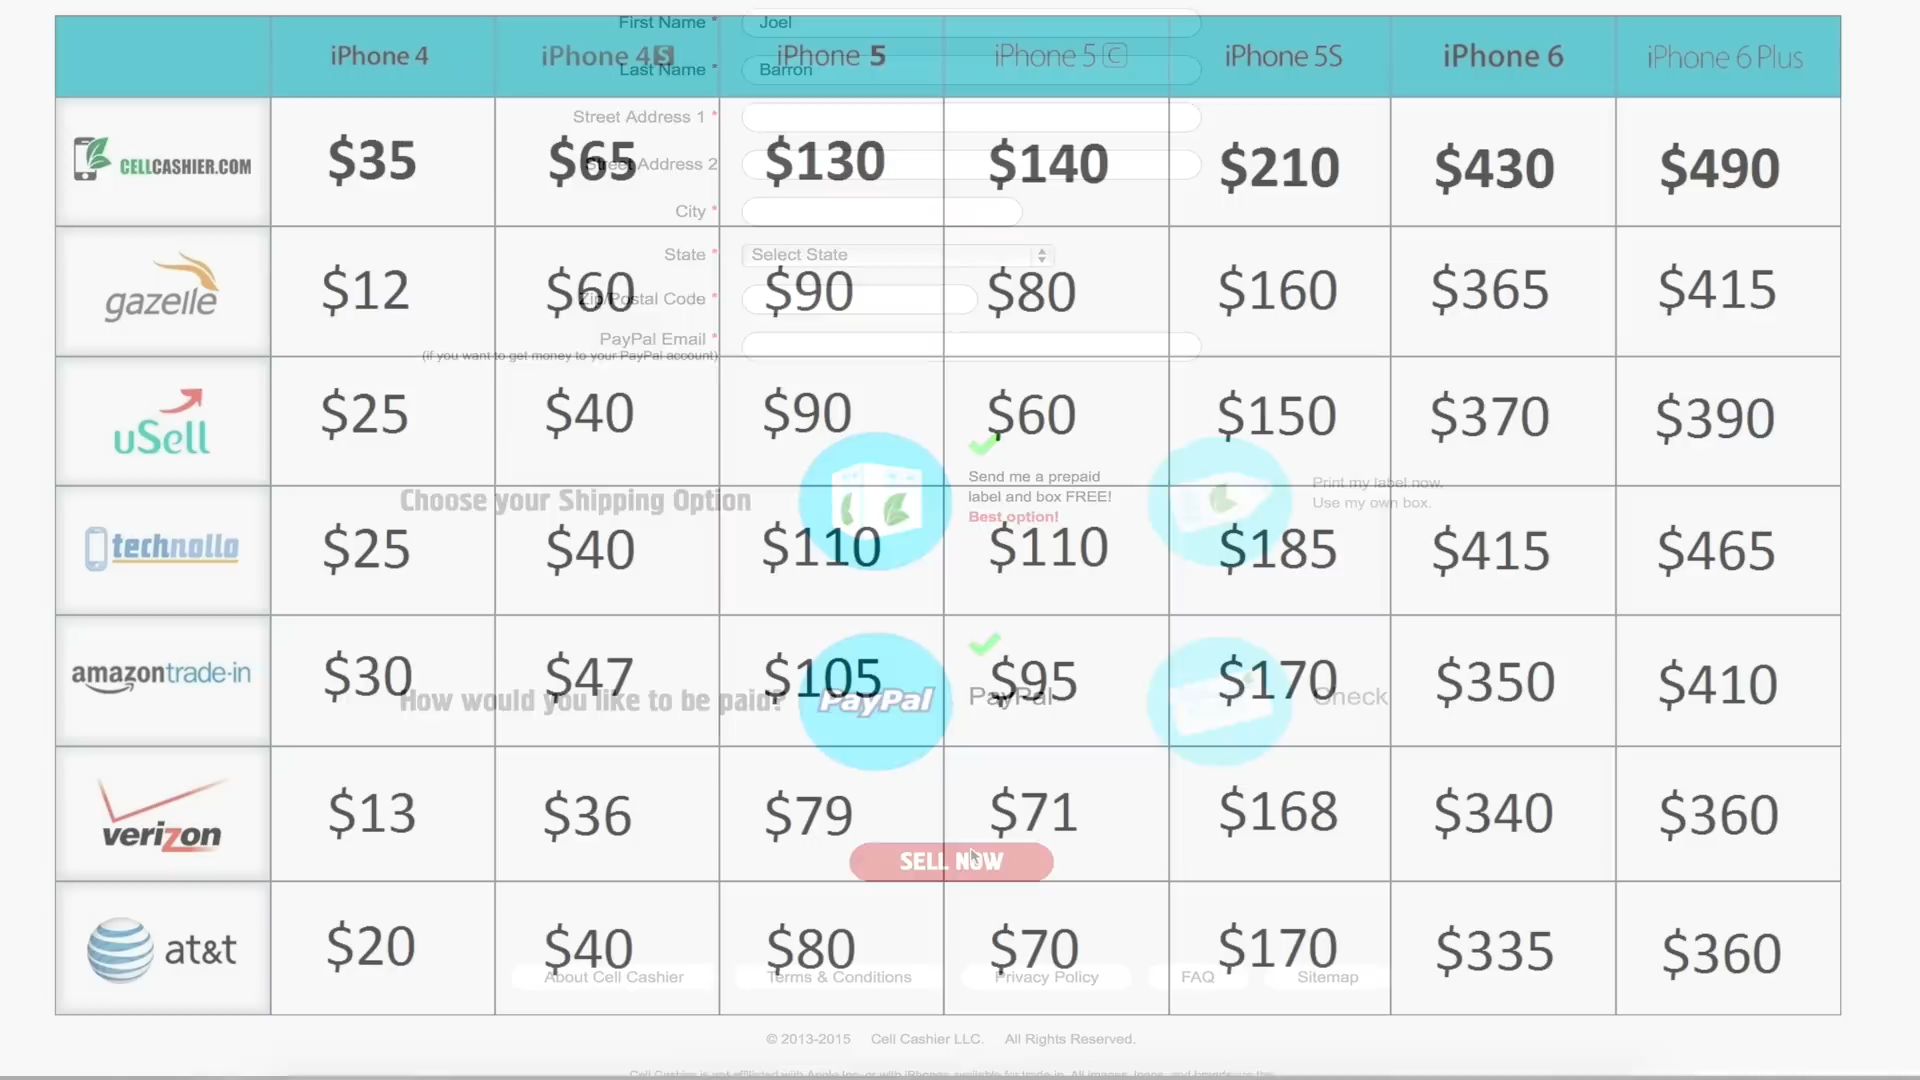 First Name * Joel
iPhone 4 iPhone 4S iPhone 5 iPhone 5C iPhone 5S iPhone 6 iPhone 6 Plus
Last Name * Barron
Street Address 1 *
CELLCASHIER.COM $35 $65 $130 $140 $210 $430 $490
Street Address 2
City *
State * Select State
gazelle $12 $60 $90 $80 $160 $365 $415
Zip/Postal Code *
PayPal Email *
(if you want to get money to your PayPal account)
uSell $25 $40 $90 $60 $150 $370 $390
Choose your Shipping Option
Send me a prepaid
label and box FREE!
Best option!
Print my label now.
Use my own box.
technollo $25 $40 $110 $110 $185 $415 $465
amazontrade-in $30 $47 $105 $95 $170 $350 $410
How would you like to be paid? PayPal PayPal Check
verizon $13 $36 $79 $71 $168 $340 $360
SELL NOW
at&t $20 $40 $80 $70 $170 $335 $360
About Cell Cashier Terms & Conditions Privacy Policy FAQ Sitemap
© 2013-2015 Cell Cashier LLC. All Rights Reserved.